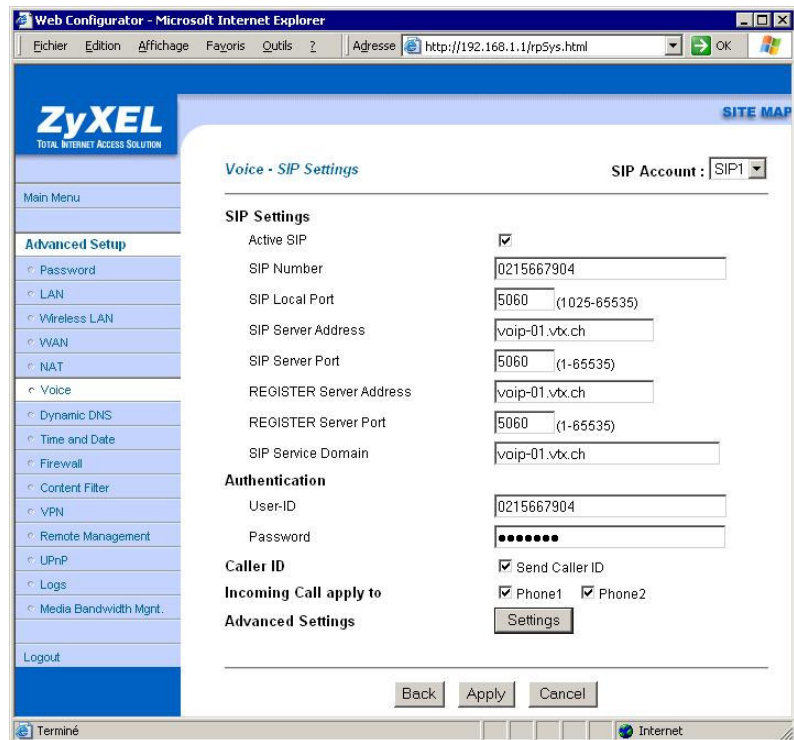 Web Configurator - Microsoft Internet Explorer
Fichier Edition Affichage Favoris Outils ? Adresse http://192.168.1.1/rpSys.html OK
ZyXEL
TOTAL INTERNET ACCESS SOLUTION
SITE MAP
Voice - SIP Settings
SIP Account : SIP1
Main Menu
Advanced Setup
Password
LAN
Wireless LAN
WAN
NAT
Voice
Dynamic DNS
Time and Date
Firewall
Content Filter
VPN
Remote Management
UPnP
Logs
Media Bandwidth Mgnt.
Logout
SIP Settings
Active SIP
SIP Number 0215667904
SIP Local Port 5060 (1025-65535)
SIP Server Address voip-01.vtx.ch
SIP Server Port 5060 (1-65535)
REGISTER Server Address voip-01.vtx.ch
REGISTER Server Port 5060 (1-65535)
SIP Service Domain voip-01.vtx.ch
Authentication
User-ID 0215667904
Password ●●●●●●●
Caller ID Send Caller ID
Incoming Call apply to Phone1 Phone2
Advanced Settings Settings
Back Apply Cancel
Terminé Internet